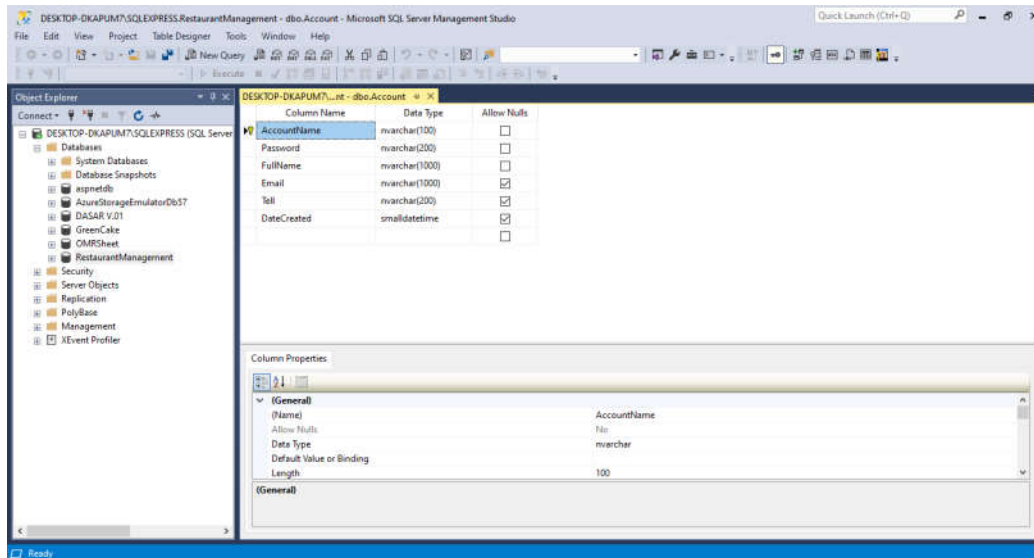 DESKTOP-DKAPUM7\SQLEXPRESS.RestaurantManagement - dbo.Account - Microsoft SQL Server Management Studio
Quick Launch (Ctrl+Q)
File Edit View Project Table Designer Tools Window Help
New Query
Execute
Object Explorer
DESKTOP-DKAPUM7\...nt - dbo.Account
Connect
Column Name Data Type Allow Nulls
DESKTOP-DKAPUM7\SQLEXPRESS (SQL Server
AccountName nvarchar(100)
Databases
Password nvarchar(200)
System Databases
FullName nvarchar(1000)
Database Snapshots
Email nvarchar(1000)
aspnetdb
Tell nvarchar(200)
AzureStorageEmulatorDb57
DateCreated smalldatetime
DASAR V.01
GreenCake
OMRSheet
RestaurantManagement
Security
Server Objects
Replication
PolyBase
Management
XEvent Profiler
Column Properties
(General)
(Name) AccountName
Allow Nulls No
Data Type nvarchar
Default Value or Binding
Length 100
(General)
Ready